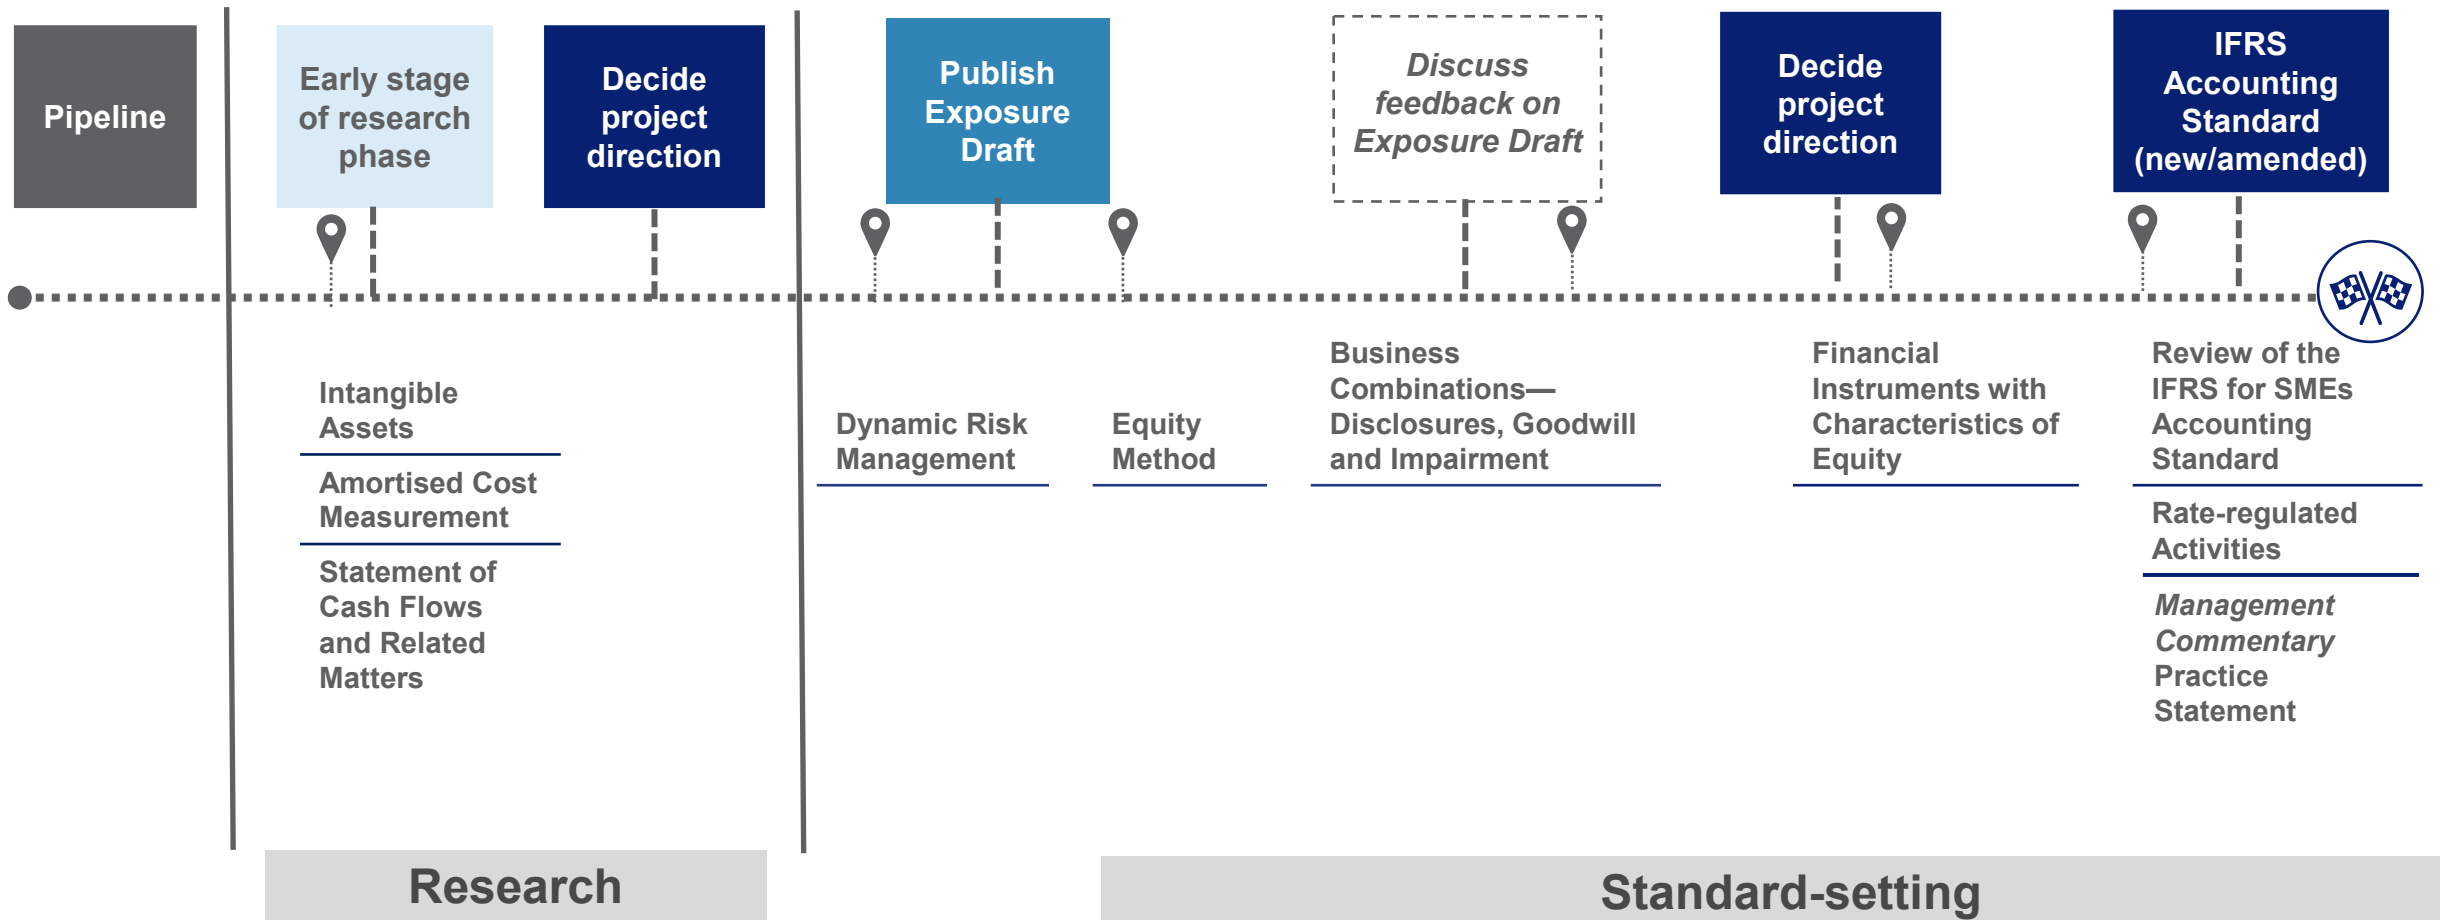 Pipeline
Early stage
of research
phase
Decide
project
direction
Publish
Exposure
Draft
Discuss
feedback on
Exposure Draft
Decide
project
direction
IFRS
Accounting
Standard
(new/amended)
Intangible
Assets
Amortised Cost
Measurement
Statement of
Cash Flows
and Related
Matters
Dynamic Risk
Management
Equity
Method
Business
Combinations—
Disclosures, Goodwill
and Impairment
Financial
Instruments with
Characteristics of
Equity
Review of the
IFRS for SMEs
Accounting
Standard
Rate-regulated
Activities
Management
Commentary
Practice
Statement
Research
Standard-setting